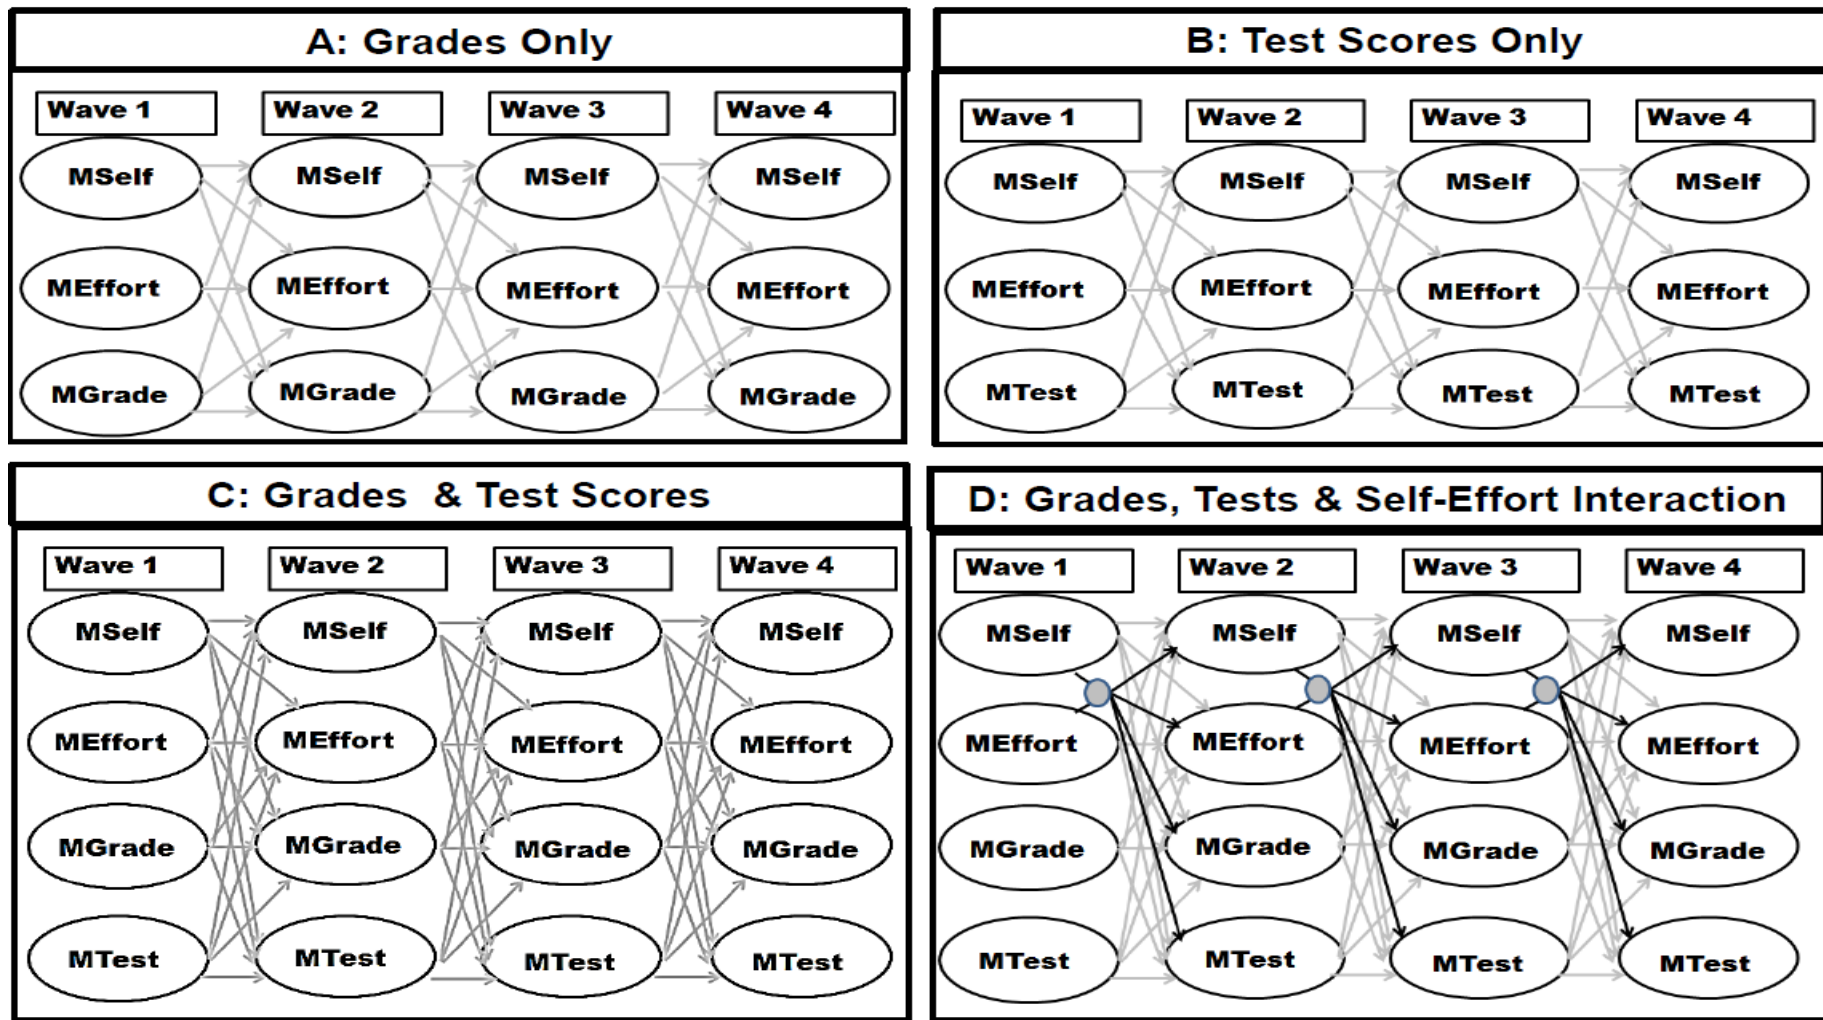 A: Grades Only
Wave 1 Wave 2 Wave 3 Wave 4
MSelf MSelf MSelf MSelf
MEffort MEffort MEffort MEffort
MGrade MGrade MGrade MGrade
B: Test Scores Only
Wave 1 Wave 2 Wave 3 Wave 4
MSelf MSelf MSelf MSelf
MEffort MEffort MEffort MEffort
MTest MTest MTest MTest
C: Grades & Test Scores
Wave 1 Wave 2 Wave 3 Wave 4
MSelf MSelf MSelf MSelf
MEffort MEffort MEffort MEffort
MGrade MGrade MGrade MGrade
MTest MTest MTest MTest
D: Grades, Tests & Self-Effort Interaction
Wave 1 Wave 2 Wave 3 Wave 4
MSelf MSelf MSelf MSelf
MEffort MEffort MEffort MEffort
MGrade MGrade MGrade MGrade
MTest MTest MTest MTest